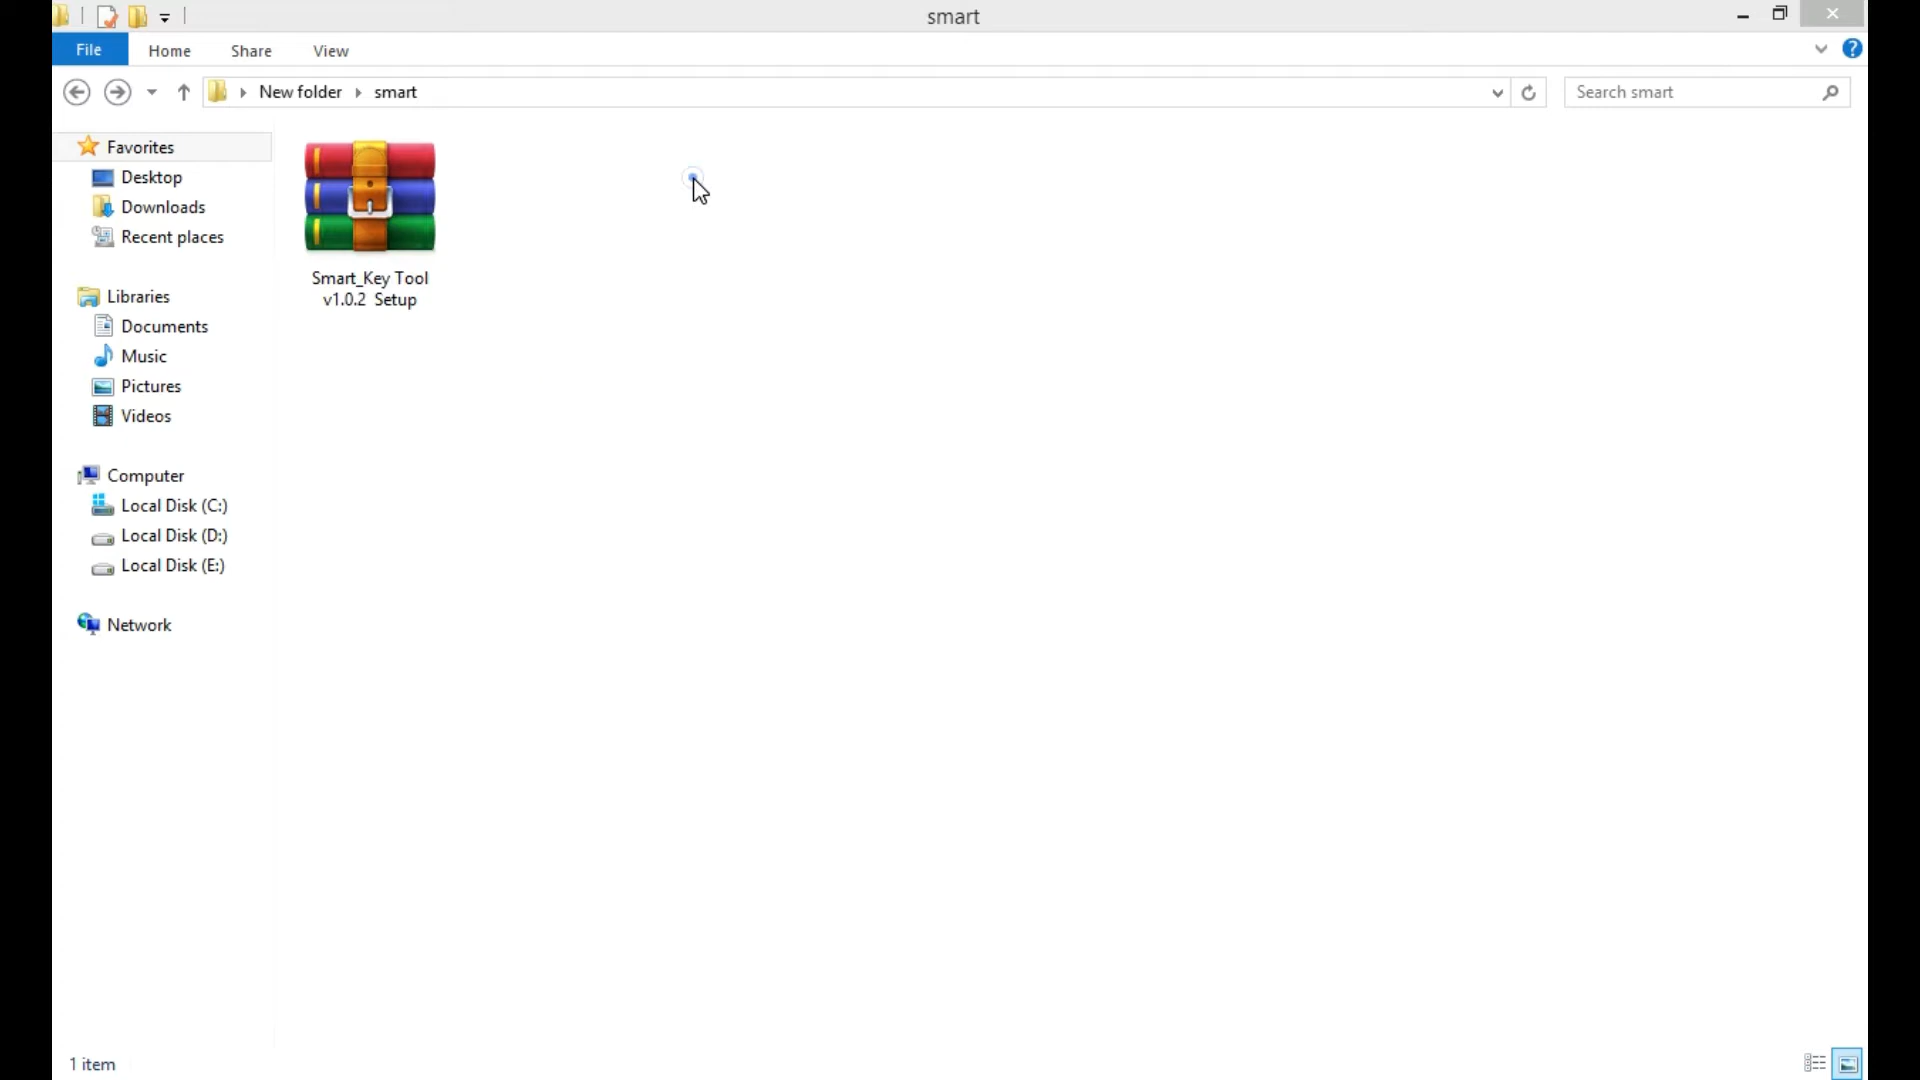 smart
File Home Share View
New folder smart
Search smart
Favorites
Desktop
Downloads
Recent places
Libraries
Documents
Music
Pictures
Videos
Computer
Local Disk (C:)
Local Disk (D:)
Local Disk (E:)
Network
Smart_Key Tool
v1.0.2 Setup
1 item